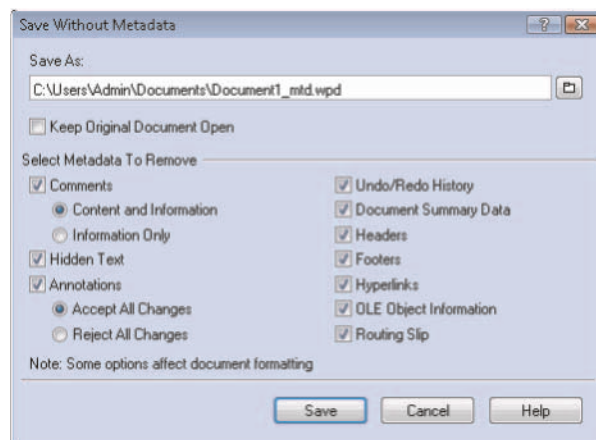 Save Without Metadata
Save As:
C:\Users\Admin\Documents\Document1_mtd.wpd
Keep Original Document Open
Select Metadata To Remove
Comments
Content and Information
Information Only
Hidden Text
Annotations
Accept All Changes
Reject All Changes
Undo/Redo History
Document Summary Data
Headers
Footers
Hyperlinks
OLE Object Information
Routing Slip
Note: Some options affect document formatting
Save Cancel Help